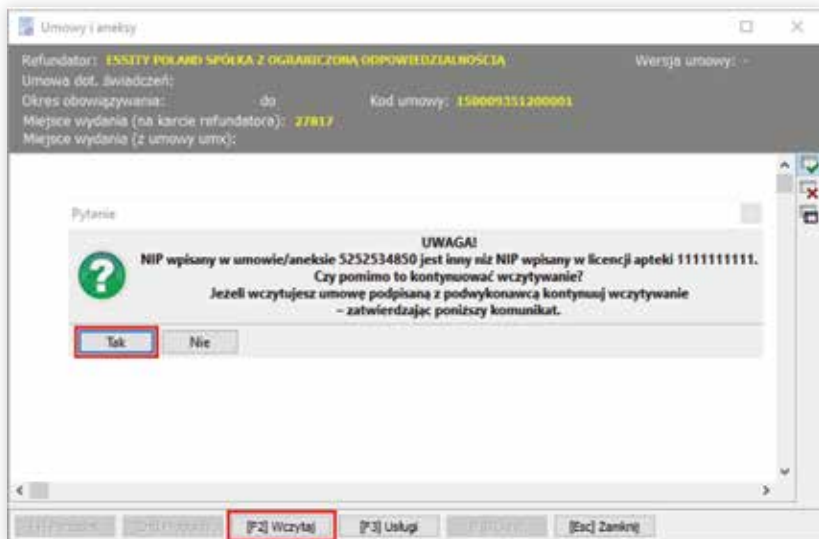 Umowy i aneksy
Refundator: ESSITY POLAND SPÓŁKA Z OGRANICZONĄ ODPOWIEDZIALNOŚCIĄ Wersja umowy: -
Umowa dot. świadczeń:
Okres obowiązywania: do Kod umowy: 150009351200001
Miejsce wydania (na karcie refundatora): 27817
Miejsce wydania (z umowy umx):
Pytanie
UWAGA!
NIP wpisany w umowie/aneksie 5252534850 jest inny niż NIP wpisany w licencji apteki 1111111111.
Czy pomimo to kontynuować wczytywanie?
Jeżeli wczytujesz umowę podpisaną z podwykonawcą kontynuuj wczytywanie
– zatwierdzając poniższy komunikat.
Tak Nie
[F2] Wczytaj [F3] Usługi [Esc] Zamknij